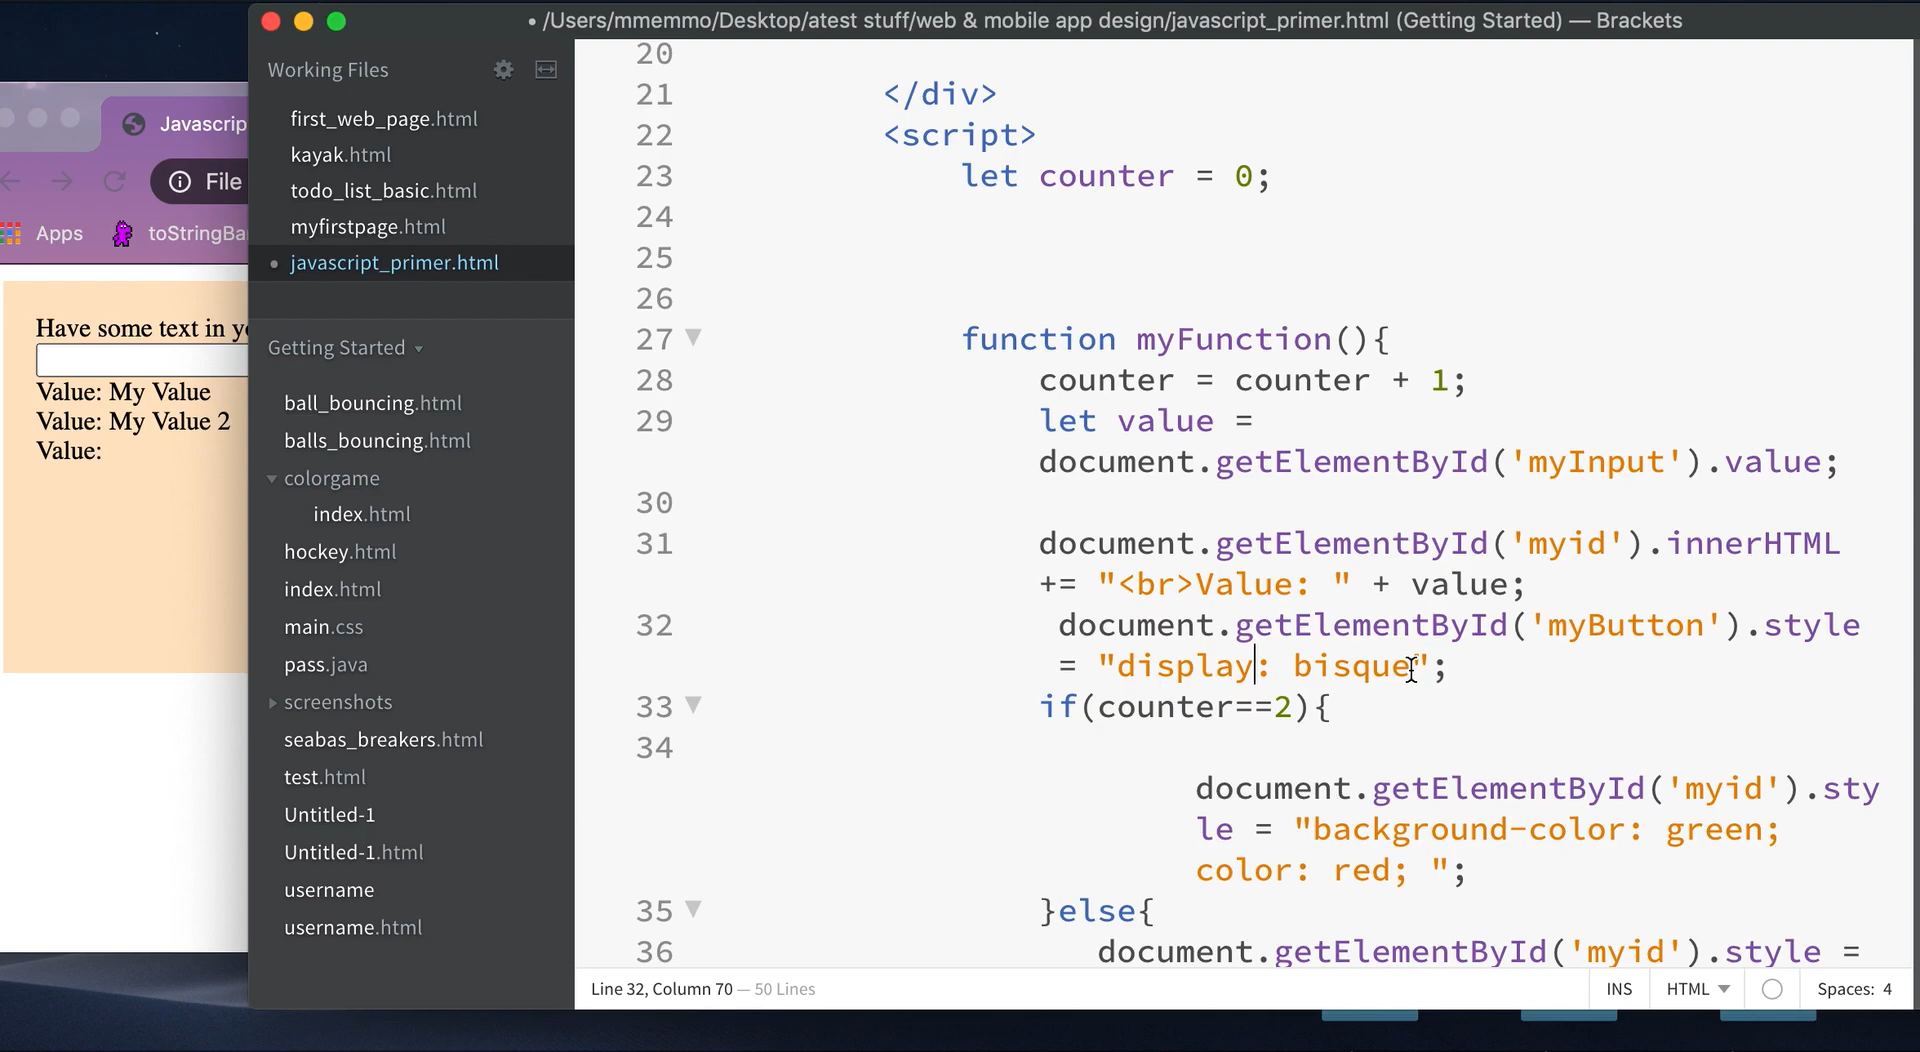 • /Users/mmemmo/Desktop/atest stuff/web & mobile app design/javascript_primer.html (Getting Started) — Brackets
Javascrip
File
Apps
toStringBa
Have some text in y
Value: My Value
Value: My Value 2
Value:
Working Files
first_web_page.html
kayak.html
todo_list_basic.html
myfirstpage.html
javascript_primer.html
Getting Started
ball_bouncing.html
balls_bouncing.html
colorgame
index.html
hockey.html
index.html
main.css
pass.java
screenshots
seabas_breakers.html
test.html
Untitled-1
Untitled-1.html
username
username.html
20
21 </div>
22 <script>
23 let counter = 0;
24
25
26
27 function myFunction(){
28 counter = counter + 1;
29 let value =
document.getElementById('myInput').value;
30
31 document.getElementById('myid').innerHTML
+= "<br>Value: " + value;
32 document.getElementById('myButton').style
= "display: bisque";
33 if(counter==2){
34
document.getElementById('myid').sty
le = "background-color: green;
color: red; ";
35 }else{
36 document.getElementById('myid').style =
Line 32, Column 70 — 50 Lines
INS
HTML
Spaces: 4